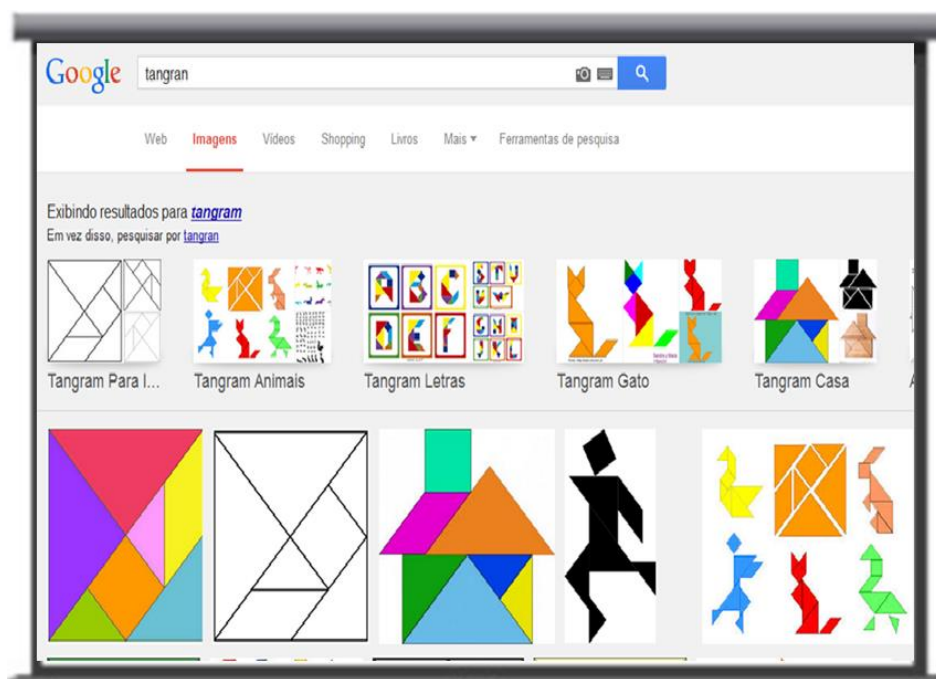 Google tangran
Web Imagens Vídeos Shopping Livros Mais Ferramentas de pesquisa
Exibindo resultados para tangram
Em vez disso, pesquisar por tangran
A B C
D E F
Tangram Para I... Tangram Animais Tangram Letras Tangram Gato Tangram Casa